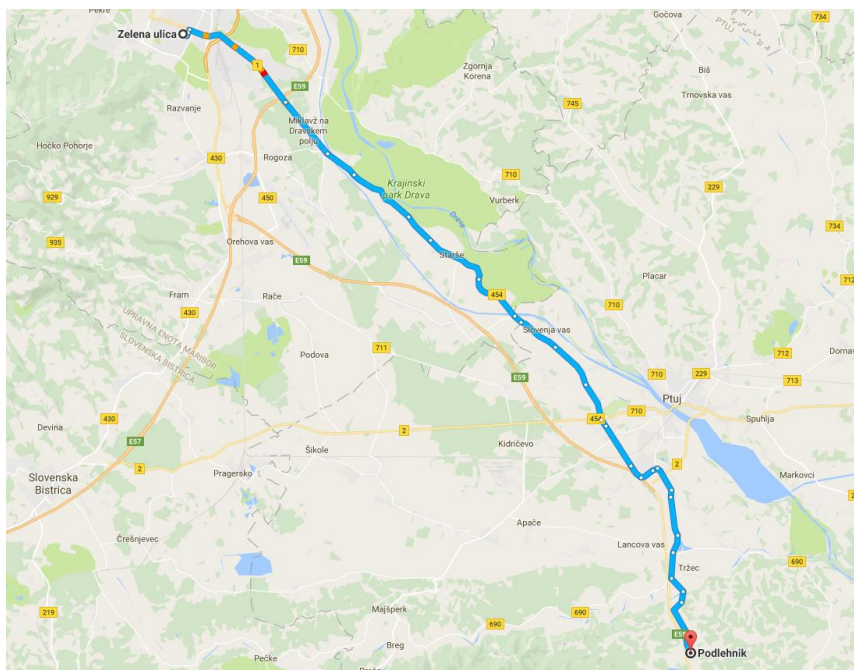 Pekre
Gočova
734
PTUJ
Zelena ulica
710
Zgornja
Korena
Biš
1
Trnovska vas
E59
745
Razvanje
Miklavž na
Dravskem
polju
Hočko Pohorje
430
Rogoza
Krajinski
park Drava
710
229
929
450
Vurberk
Drava
734
935
Orehova vas
E59
Starše
Placar
712
Fram
Rače
454
710
430
UPRAVNA ENOTA MARIBOR
SLOVENSKA BISTRICA
Slovenja vas
711
Podova
712
Dornav
E59
710
229
713
Ptuj
430
454
710
Spuhlja
Devina
2
E57
Kidričevo
Šikole
2
Pragersko
2
Markovci
Slovenska
Bistrica
2
Apače
Črešnjevec
Lancova vas
690
Tržec
219
Majšperk
690
690
Breg
E59
Podlehnik
Pečke